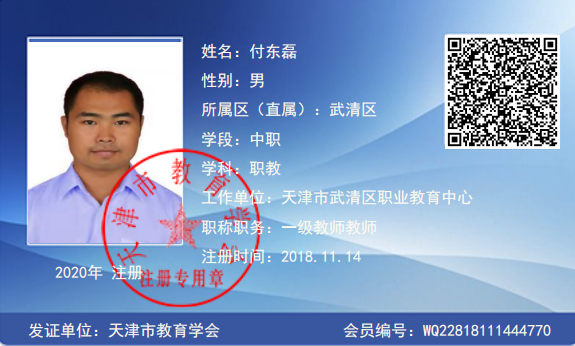 姓名：付东磊
性别：男
所属区（直属）：武清区
学段：中职
学科：职教
工作单位：天津市武清区职业教育中心
职称职务：一级教师教师
注册时间：2018.11.14
天津市教育学会
注册专用章
2020年 注册
发证单位：天津市教育学会
会员编号：WQ22818111444770